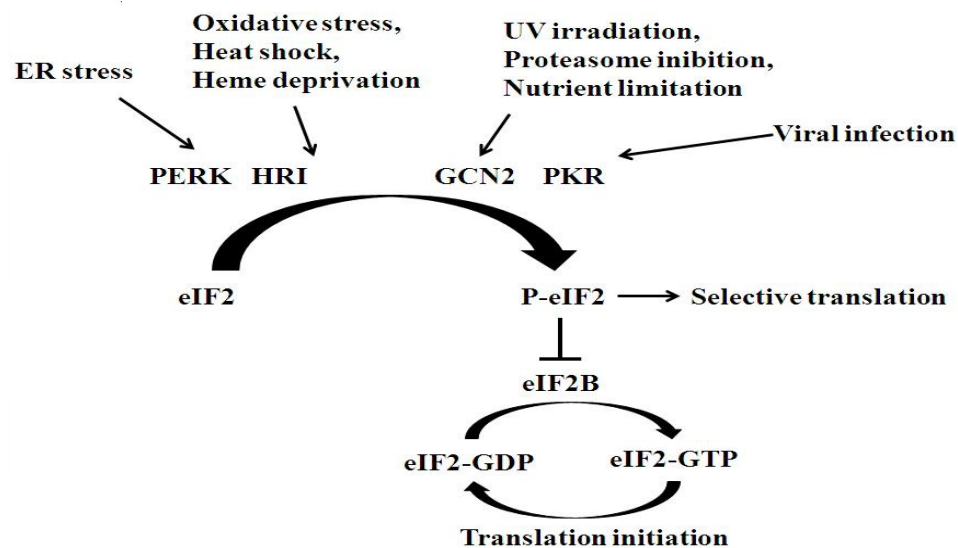 Oxidative stress,
Heat shock,
Heme deprivation
UV irradiation,
Proteasome inibition,
Nutrient limitation
ER stress
Viral infection
PERK HRI GCN2 PKR
eIF2 P-eIF2 Selective translation
eIF2B
eIF2-GDP eIF2-GTP
Translation initiation